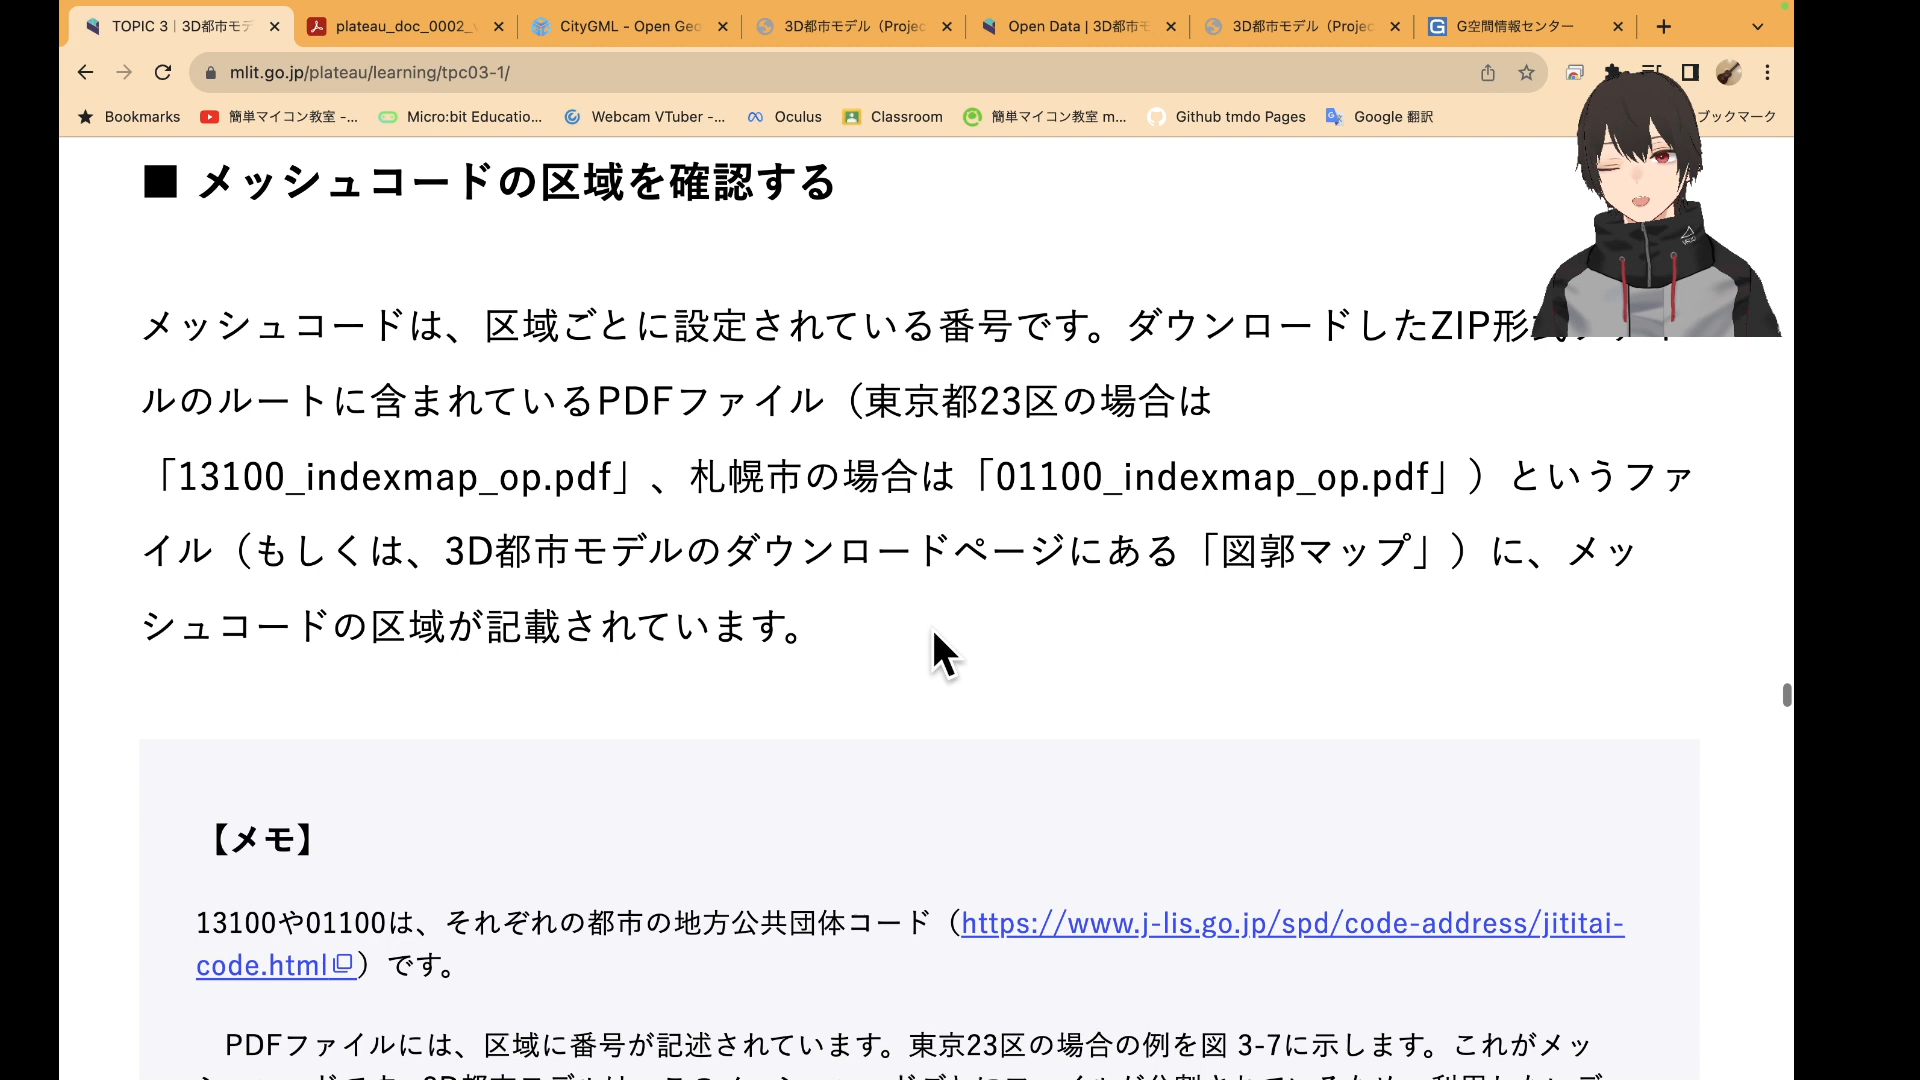 TOPIC 3 | 3D都市モデ
plateau_doc_0002_
CityGML - Open Geo
3D都市モデル（Projec
Open Data | 3D都市モ
3D都市モデル（Projec
G空間情報センター
mlit.go.jp/plateau/learning/tpc03-1/
Bookmarks
簡単マイコン教室 -...
Micro:bit Educatio...
Webcam VTuber -...
Oculus
Classroom
簡単マイコン教室 m...
Github tmdo Pages
Google 翻訳
ブックマーク
■ メッシュコードの区域を確認する
メッシュコードは、区域ごとに設定されている番号です。ダウンロードしたZIP形
ルのルートに含まれているPDFファイル（東京都23区の場合は
「13100_indexmap_op.pdf」、札幌市の場合は「01100_indexmap_op.pdf」）というファ
イル（もしくは、3D都市モデルのダウンロードページにある「図郭マップ」）に、メッ
シュコードの区域が記載されています。
【メモ】
13100や01100は、それぞれの都市の地方公共団体コード（https://www.j-lis.go.jp/spd/code-address/jititai-
code.html）です。
PDFファイルには、区域に番号が記述されています。東京23区の場合の例を図 3-7に示します。これがメッ